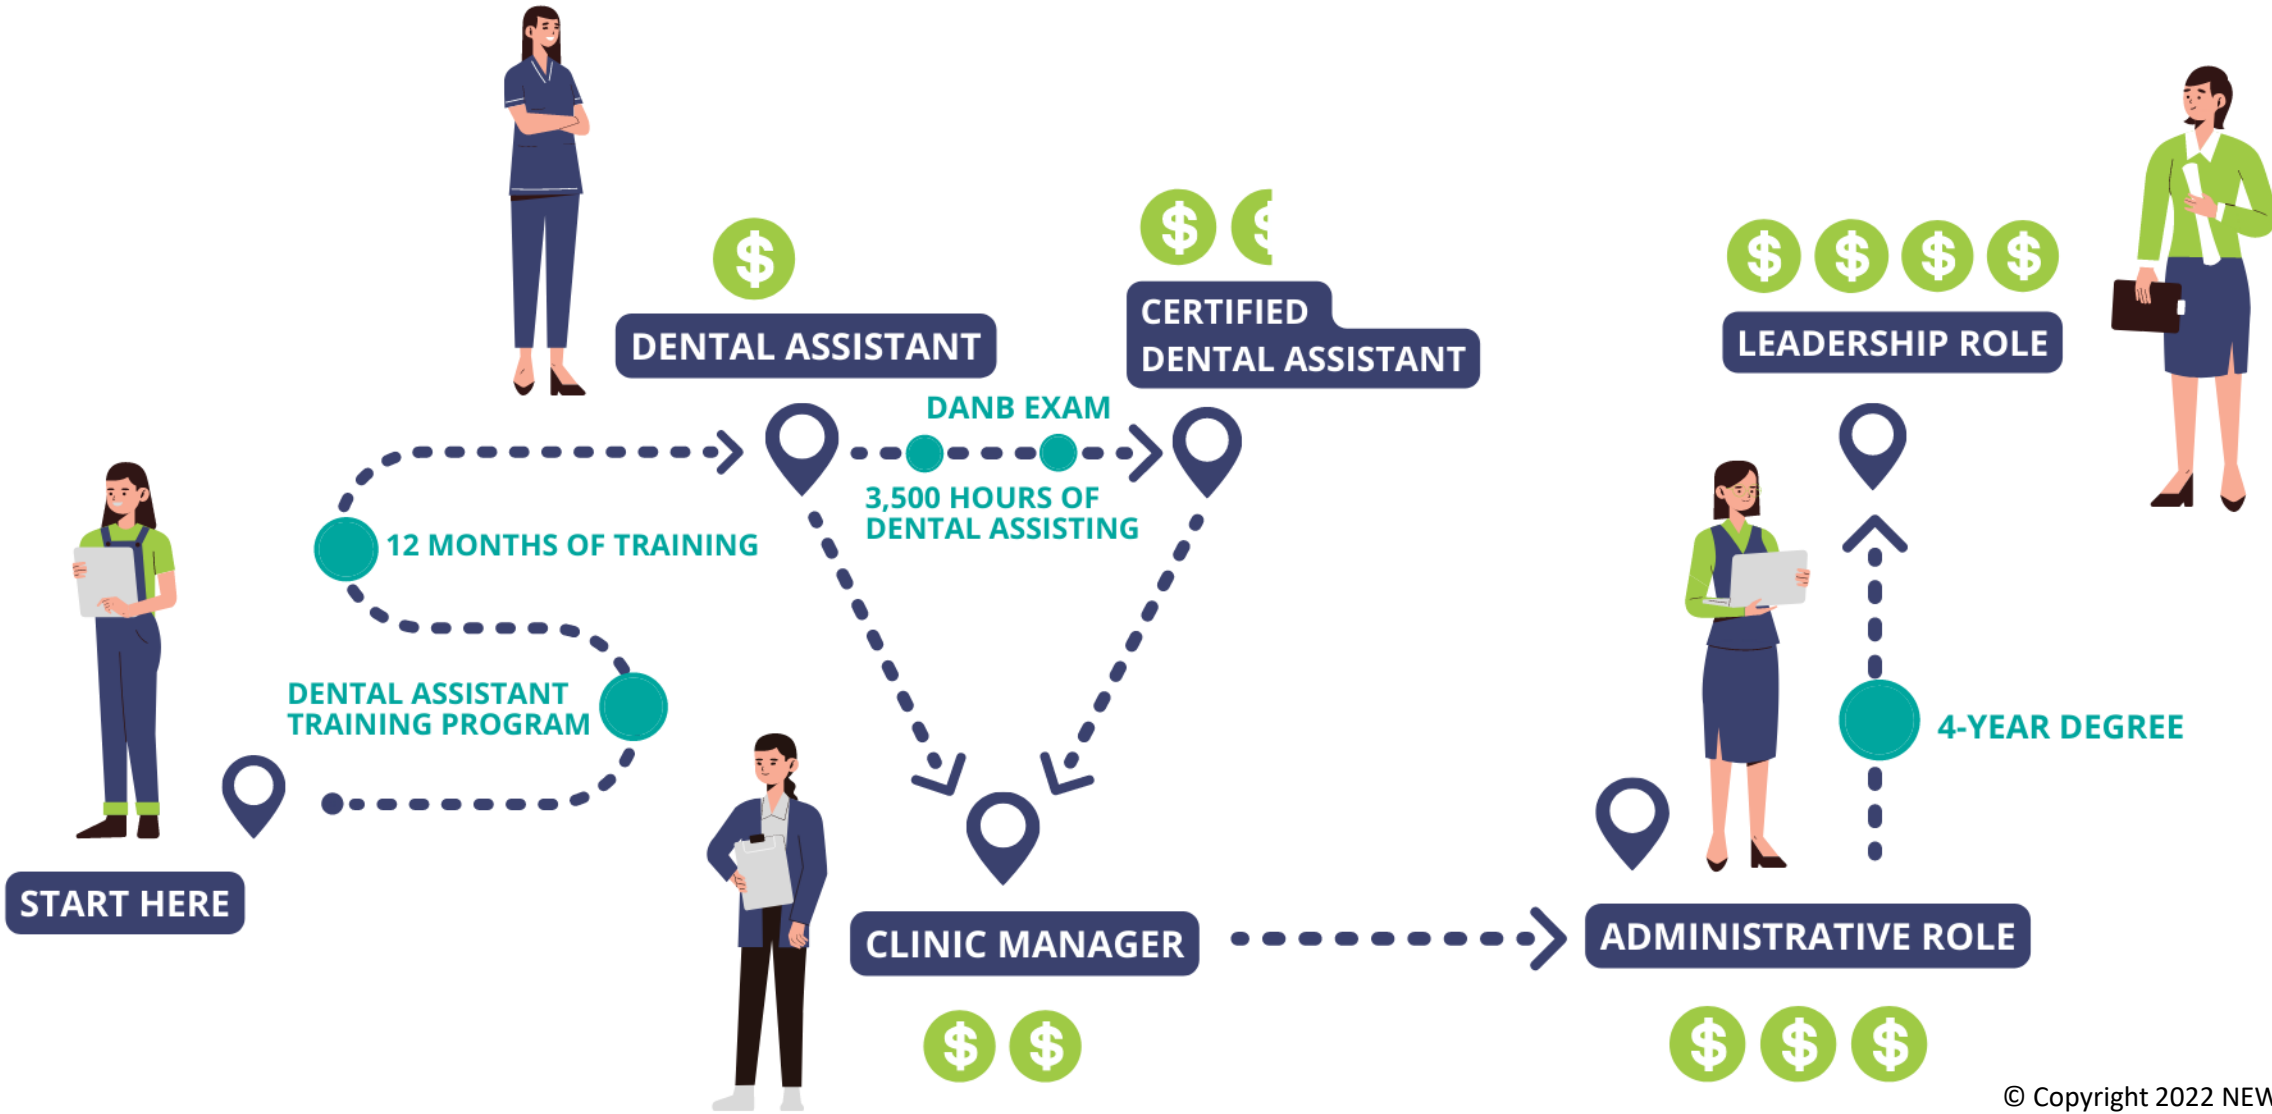 DENTAL ASSISTANT
CERTIFIED
DENTAL ASSISTANT
LEADERSHIP ROLE
DANB EXAM
3,500 HOURS OF
DENTAL ASSISTING
12 MONTHS OF TRAINING
DENTAL ASSISTANT
TRAINING PROGRAM
4-YEAR DEGREE
START HERE
CLINIC MANAGER
ADMINISTRATIVE ROLE
© Copyright 2022 NEW